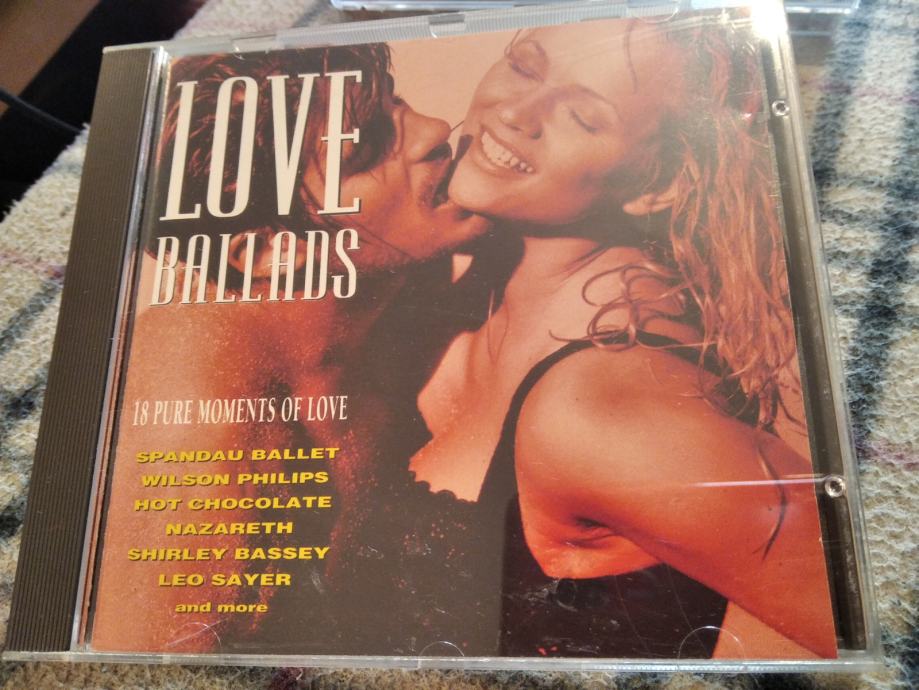 LOVE
BALLADS
18 PURE MOMENTS OF LOVE
SPANDAU BALLET
WILSON PHILIPS
HOT CHOCOLATE
NAZARETH
SHIRLEY BASSEY
LEO SAYER
and more